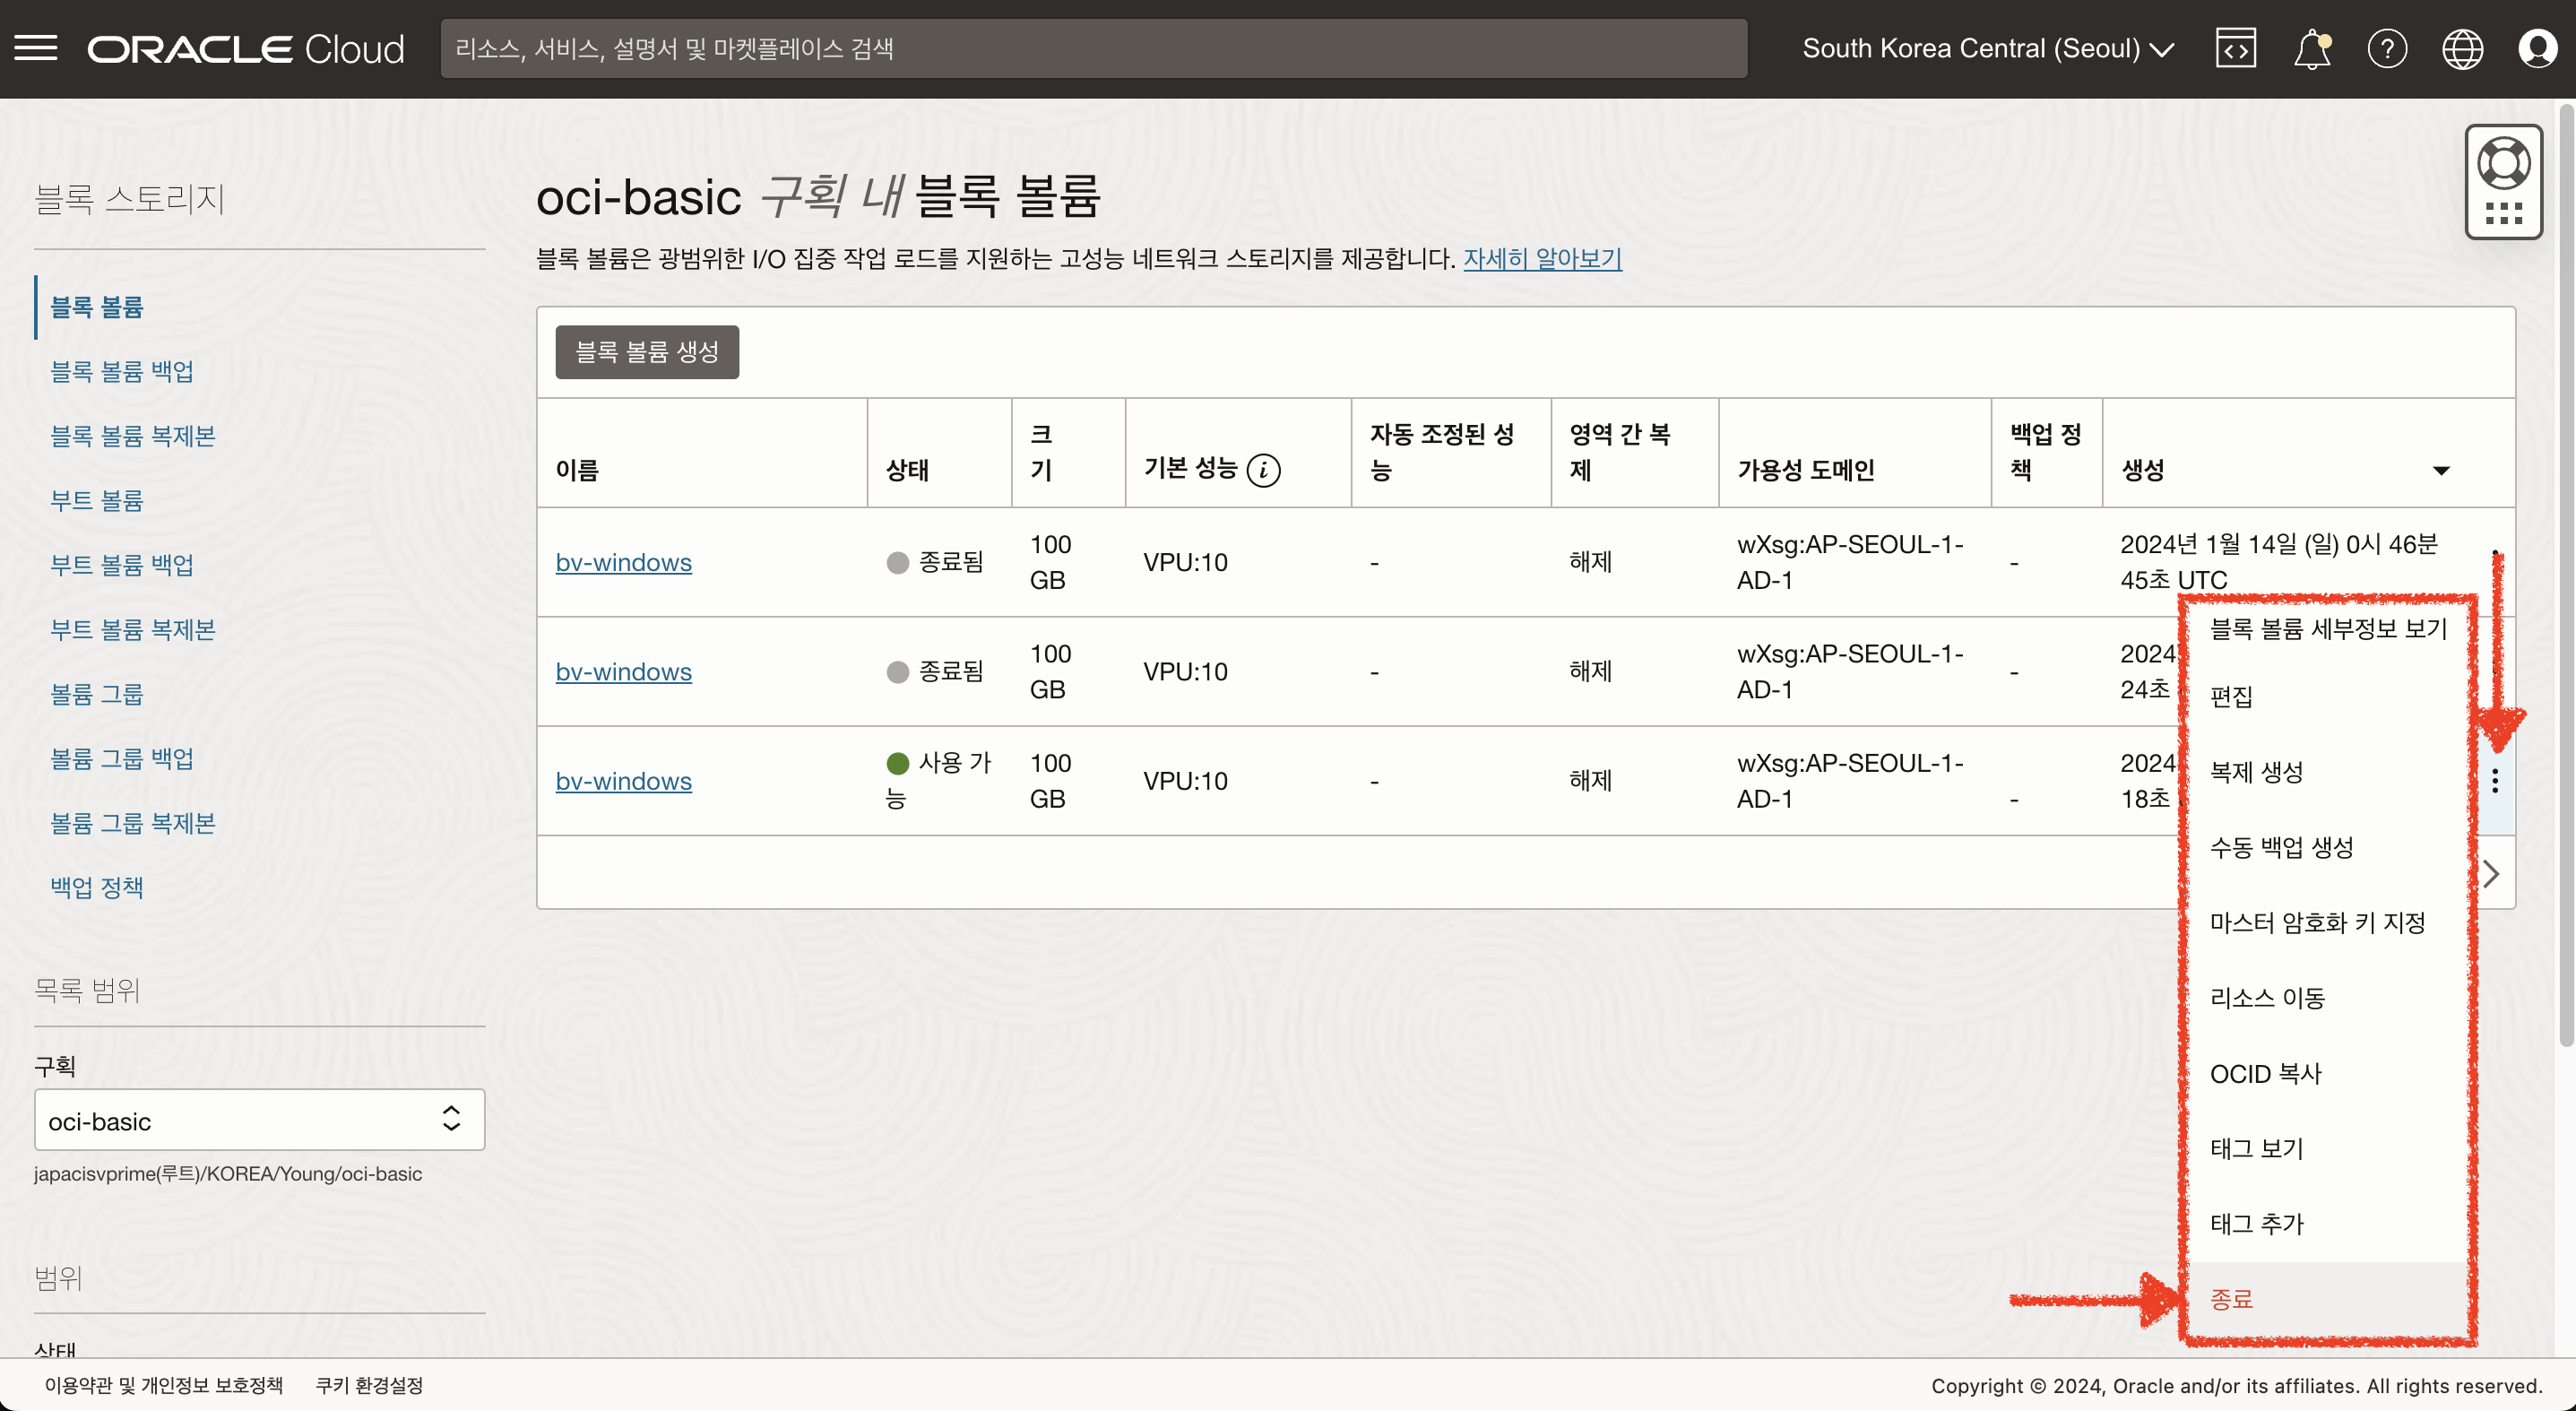 ORACLE Cloud
리소스, 서비스, 설명서 및 마켓플레이스 검색
South Korea Central (Seoul)
블록 스토리지
블록 볼륨
블록 볼륨 백업
블록 볼륨 복제본
부트 볼륨
부트 볼륨 백업
부트 볼륨 복제본
볼륨 그룹
볼륨 그룹 백업
볼륨 그룹 복제본
백업 정책
목록 범위
구획
oci-basic
japacisvprime(루트)/KOREA/Young/oci-basic
범위
상태
oci-basic 구획 내 블록 볼륨
블록 볼륨은 광범위한 I/O 집중 작업 로드를 지원하는 고성능 네트워크 스토리지를 제공합니다. 자세히 알아보기
블록 볼륨 생성
이름
상태
크
기
기본 성능 i
자동 조정된 성
능
영역 간 복
제
가용성 도메인
백업 정
책
생성
bv-windows
종료됨
100
GB
VPU:10
-
해제
wXsg:AP-SEOUL-1-
AD-1
-
2024년 1월 14일 (일) 0시 46분
45초 UTC
bv-windows
종료됨
100
GB
VPU:10
-
해제
wXsg:AP-SEOUL-1-
AD-1
-
2024
24초
bv-windows
사용 가
능
100
GB
VPU:10
-
해제
wXsg:AP-SEOUL-1-
AD-1
-
2024
18초
블록 볼륨 세부정보 보기
편집
복제 생성
수동 백업 생성
마스터 암호화 키 지정
리소스 이동
OCID 복사
태그 보기
태그 추가
종료
이용약관 및 개인정보 보호정책
쿠키 환경설정
Copyright © 2024, Oracle and/or its affiliates. All rights reserved.